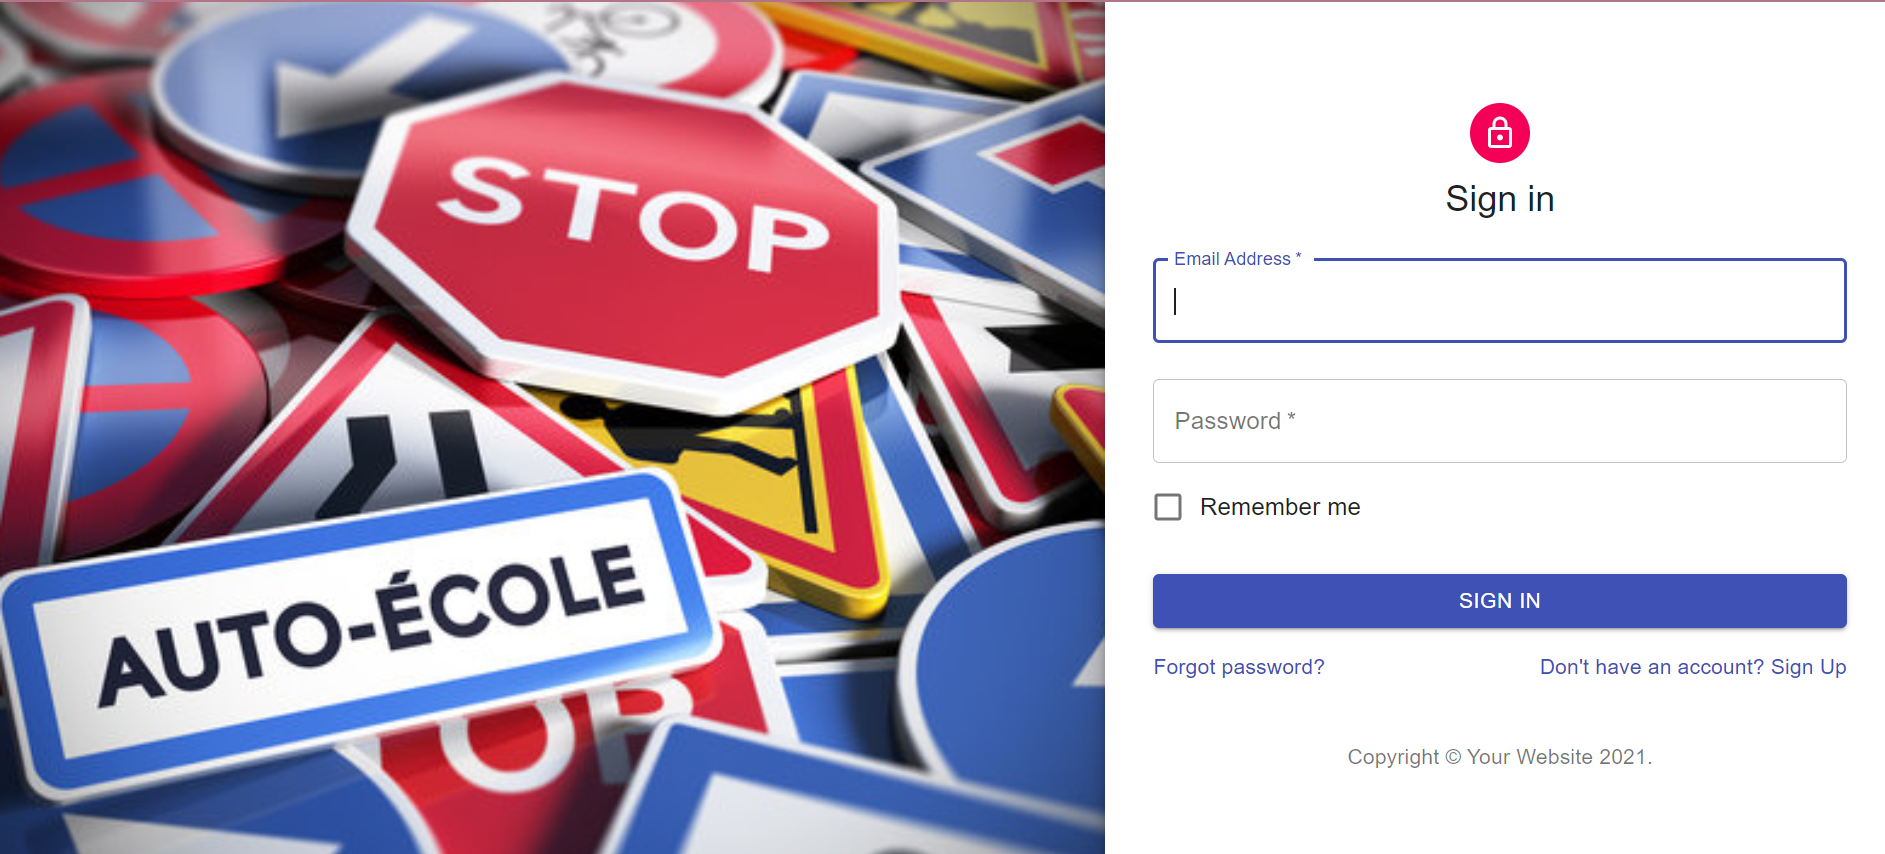 STOP
AUTO-ÉCOLE
TOP
Sign in
Email Address *
Password *
Remember me
SIGN IN
Forgot password?
Don't have an account? Sign Up
Copyright © Your Website 2021.